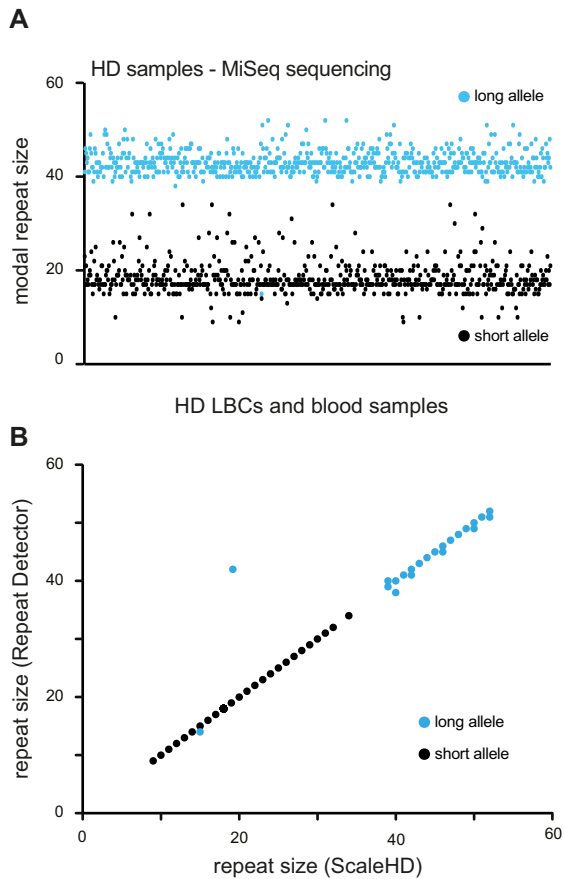 A
HD samples - MiSeq sequencing
60
long allele
modal repeat size
40
20
short allele
0
HD LBCs and blood samples
B
60
repeat size (Repeat Detector)
40
20
long allele
short allele
0
0
20
40
60
repeat size (ScaleHD)